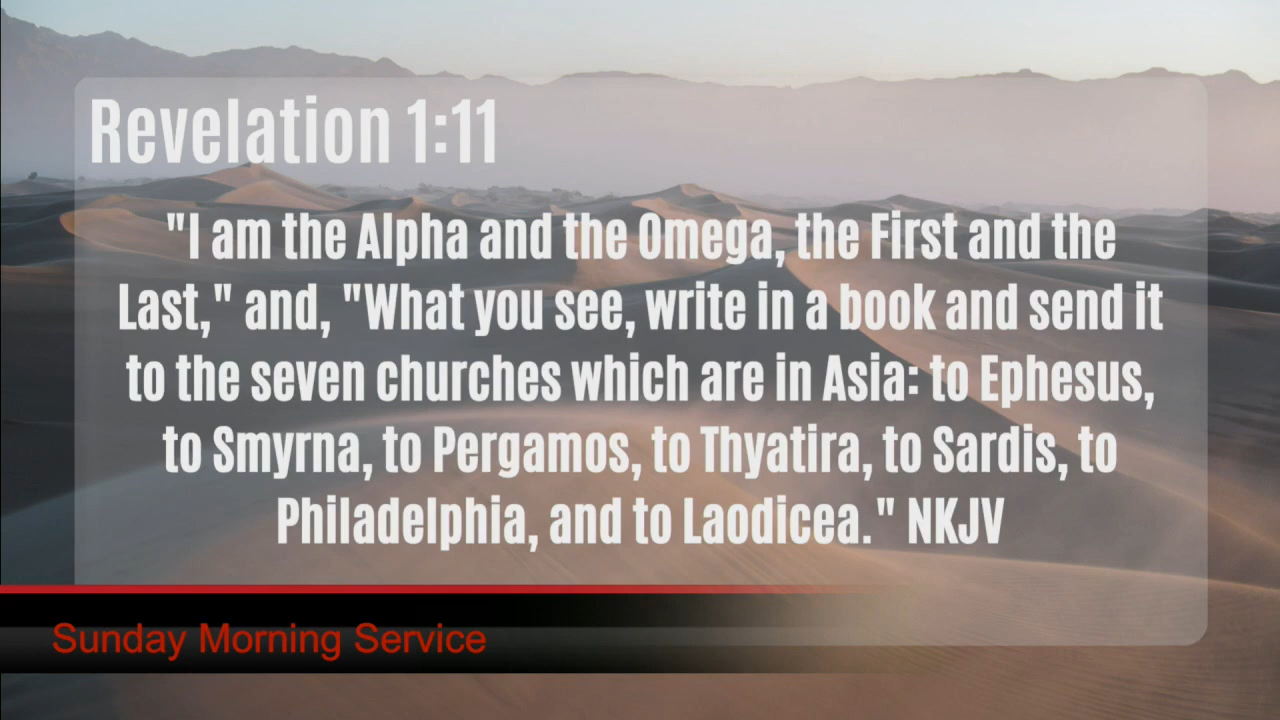 Revelation 1:11
"I am the Alpha and the Omega, the First and the
Last," and, "What you see, write in a book and send it
to the seven churches which are in Asia: to Ephesus,
to Smyrna, to Pergamos, to Thyatira, to Sardis, to
Philadelphia, and to Laodicea." NKJV
Sunday Morning Service